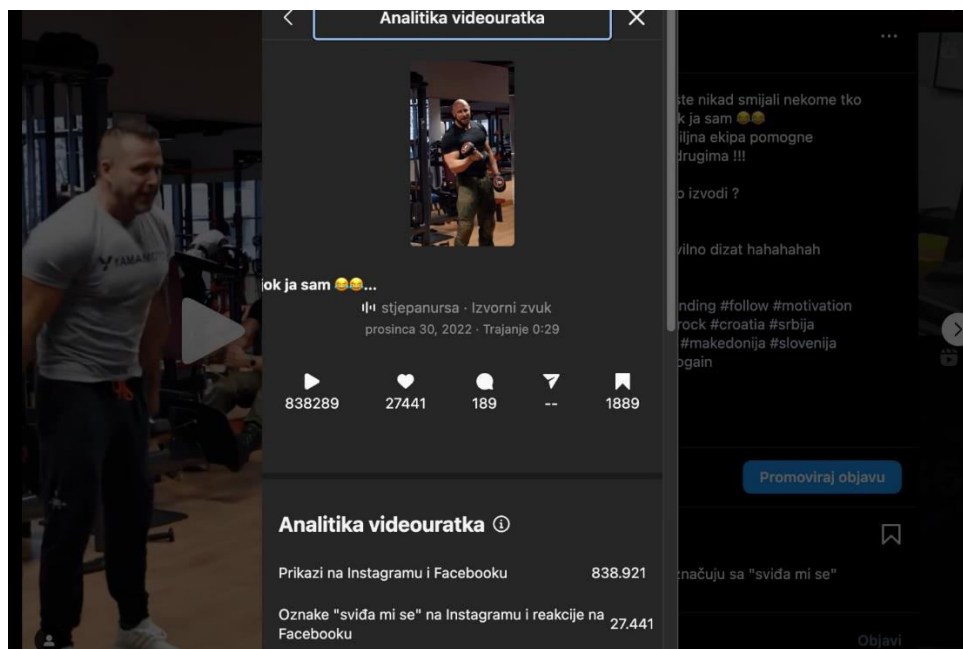 Analitika videouratka
jok ja sam 😂😂...
stjepanursa · Izvorni zvuk
prosinca 30, 2022 · Trajanje 0:29
838289
27441
189
--
1889
Analitika videouratka
Prikazi na Instagramu i Facebooku
838.921
Oznake "sviđa mi se" na Instagramu i reakcije na
Facebooku
27.441
ste nikad smijali nekome tko
k ja sam 😂😂
iljna ekipa pomogne
drugima !!!
o izvodi ?
vilno dizat hahahahah
nding #follow #motivation
rock #croatia #srbija
#makedonija #slovenija
ogain
Promoviraj objavu
značuju sa "sviđa mi se"
Objavi